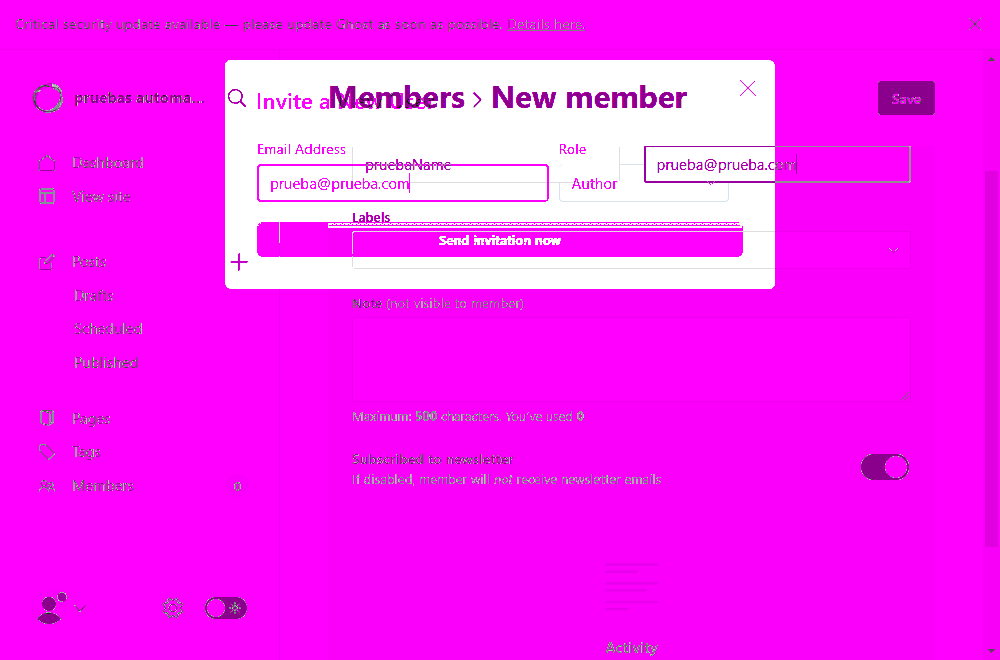 Critical security update available — please update Ghost as soon as possible. Details here.
pruebas automa...
Invite a New User
Members > New member
Save
Email Address
Role
Dashboard
pruebaName
prueba@prueba.com
prueba@prueba.com
Author
View site
Labels
Send invitation now
Posts
Drafts
Note (not visible to member)
Scheduled
Published
Maximum: 500 characters. You've used 0
Pages
Tags
Subscribed to newsletter
If disabled, member will not receive newsletter emails
Members 0
Activity